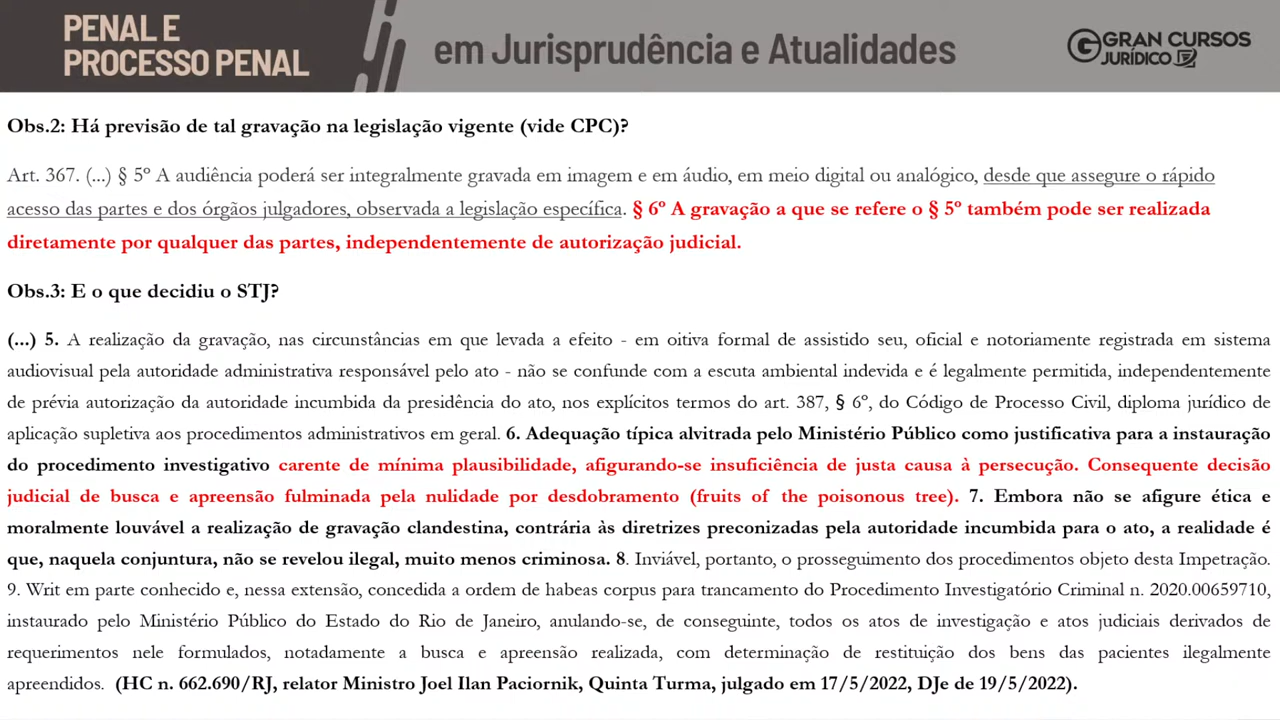 PENAL E
PROCESSO PENAL
em Jurisprudência e Atualidades
GRAN CURSOS
JURÍDICO
Obs.2: Há previsão de tal gravação na legislação vigente (vide CPC)?
Art. 367. (...) § 5º A audiência poderá ser integralmente gravada em imagem e em áudio, em meio digital ou analógico, desde que assegure o rápido
acesso das partes e dos órgãos julgadores, observada a legislação específica. § 6º A gravação a que se refere o § 5º também pode ser realizada
diretamente por qualquer das partes, independentemente de autorização judicial.
Obs.3: E o que decidiu o STJ?
(...) 5. A realização da gravação, nas circunstâncias em que levada a efeito - em oitiva formal de assistido seu, oficial e notoriamente registrada em sistema
audiovisual pela autoridade administrativa responsável pelo ato - não se confunde com a escuta ambiental indevida e é legalmente permitida, independentemente
de prévia autorização da autoridade incumbida da presidência do ato, nos explícitos termos do art. 387, § 6º, do Código de Processo Civil, diploma jurídico de
aplicação supletiva aos procedimentos administrativos em geral. 6. Adequação típica alvitrada pelo Ministério Público como justificativa para a instauração
do procedimento investigativo carente de mínima plausibilidade, afigurando-se insuficiência de justa causa à persecução. Consequente decisão
judicial de busca e apreensão fulminada pela nulidade por desdobramento (fruits of the poisonous tree). 7. Embora não se afigure ética e
moralmente louvável a realização de gravação clandestina, contrária às diretrizes preconizadas pela autoridade incumbida para o ato, a realidade é
que, naquela conjuntura, não se revelou ilegal, muito menos criminosa. 8. Inviável, portanto, o prosseguimento dos procedimentos objeto desta Impetração.
9. Writ em parte conhecido e, nessa extensão, concedida a ordem de habeas corpus para trancamento do Procedimento Investigatório Criminal n. 2020.00659710,
instaurado pelo Ministério Público do Estado do Rio de Janeiro, anulando-se, de conseguinte, todos os atos de investigação e atos judiciais derivados de
requerimentos nele formulados, notadamente a busca e apreensão realizada, com determinação de restituição dos bens das pacientes ilegalmente
apreendidos. (HC n. 662.690/RJ, relator Ministro Joel Ilan Paciornik, Quinta Turma, julgado em 17/5/2022, DJe de 19/5/2022).